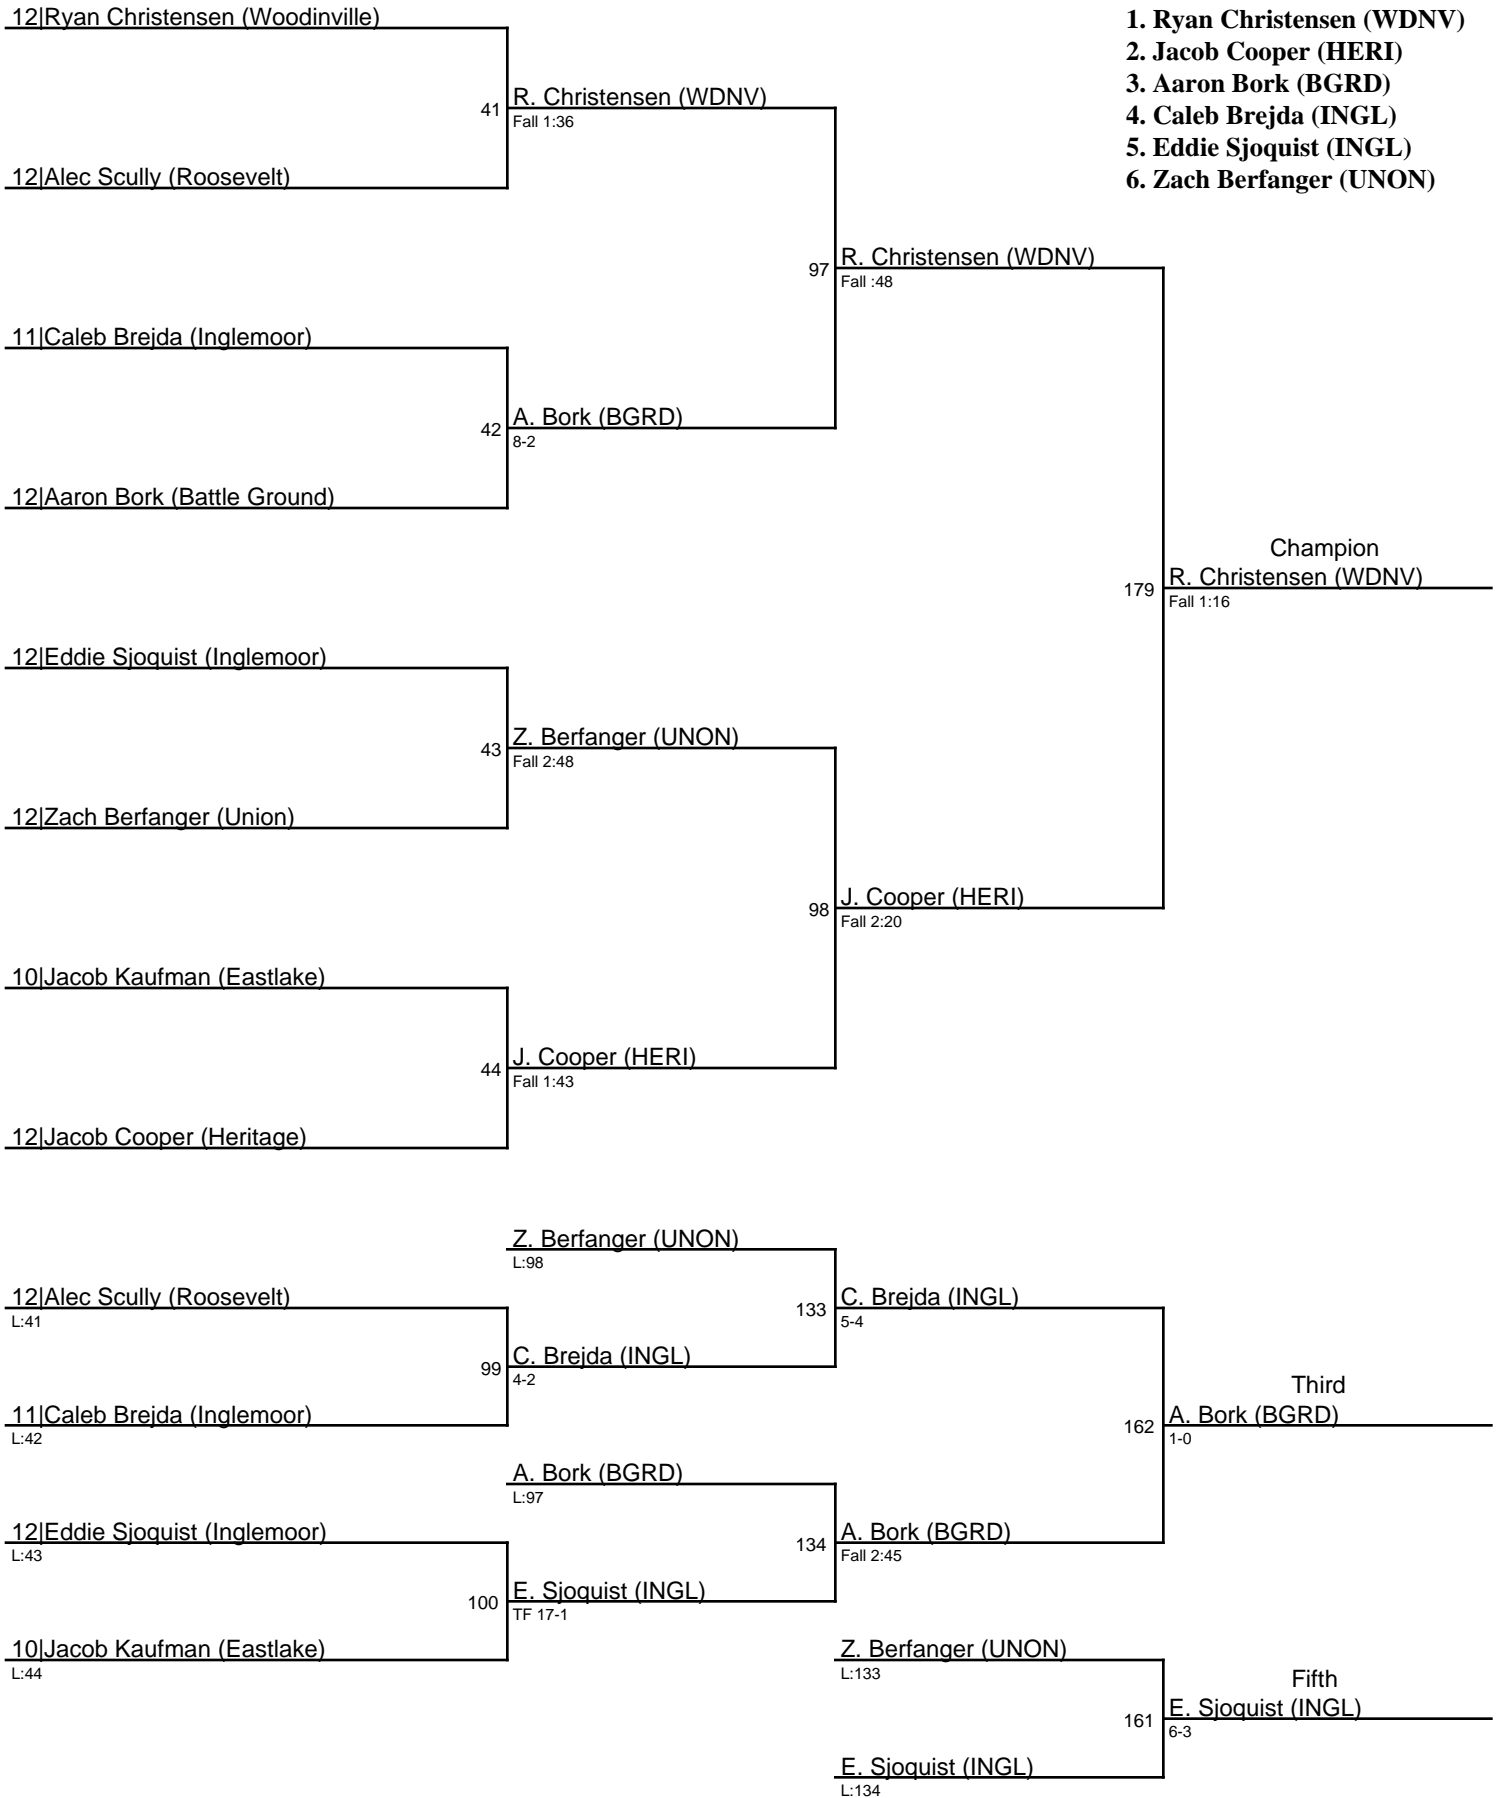 12|Ryan Christensen (Woodinville)
1. Ryan Christensen (WDNV)
2. Jacob Cooper (HERI)
3. Aaron Bork (BGRD)
4. Caleb Brejda (INGL)
5. Eddie Sjoquist (INGL)
6. Zach Berfanger (UNON)
41
R. Christensen (WDNV)
Fall 1:36
12|Alec Scully (Roosevelt)
97
R. Christensen (WDNV)
Fall :48
11|Caleb Brejda (Inglemoor)
42
A. Bork (BGRD)
8-2
12|Aaron Bork (Battle Ground)
Champion
179
R. Christensen (WDNV)
Fall 1:16
12|Eddie Sjoquist (Inglemoor)
43
Z. Berfanger (UNON)
Fall 2:48
12|Zach Berfanger (Union)
98
J. Cooper (HERI)
Fall 2:20
10|Jacob Kaufman (Eastlake)
44
J. Cooper (HERI)
Fall 1:43
12|Jacob Cooper (Heritage)
Z. Berfanger (UNON)
L:98
12|Alec Scully (Roosevelt)
L:41
133
C. Brejda (INGL)
5-4
99
C. Brejda (INGL)
4-2
11|Caleb Brejda (Inglemoor)
L:42
Third
162
A. Bork (BGRD)
1-0
A. Bork (BGRD)
L:97
12|Eddie Sjoquist (Inglemoor)
L:43
134
A. Bork (BGRD)
Fall 2:45
100
E. Sjoquist (INGL)
TF 17-1
10|Jacob Kaufman (Eastlake)
L:44
Z. Berfanger (UNON)
L:133
Fifth
161
E. Sjoquist (INGL)
6-3
E. Sjoquist (INGL)
L:134